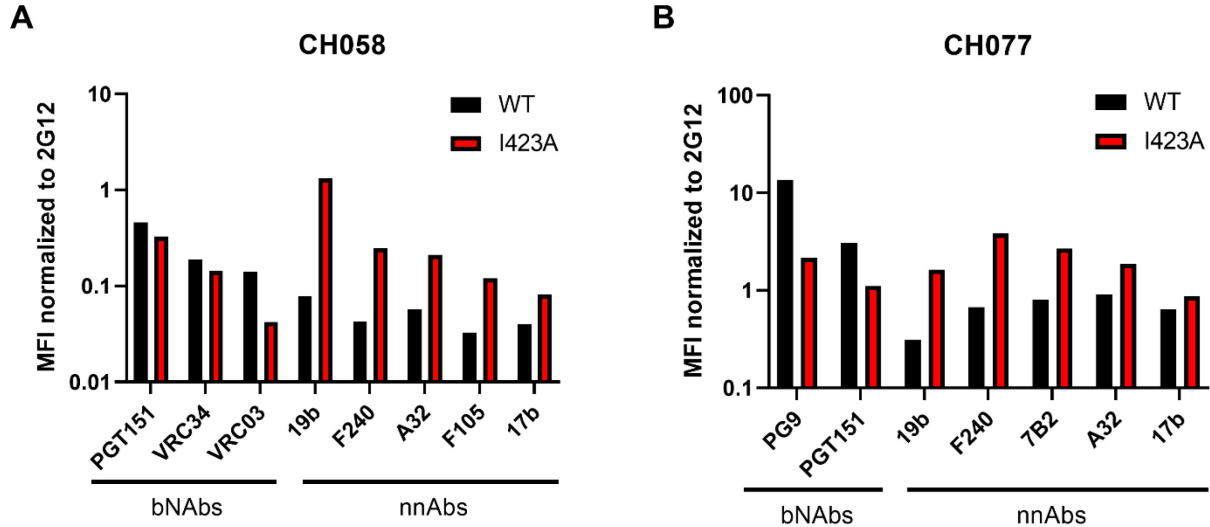 A
CH058
MFI normalized to 2G12
10
1
0.1
0.01
WT
I423A
PGT151
VRC34
VRC03
19b
F240
A32
F105
17b
bNAbs
nnAbs
B
CH077
MFI normalized to 2G12
100
10
1
0.1
WT
I423A
PG9
PGT151
19b
F240
7B2
A32
17b
bNAbs
nnAbs